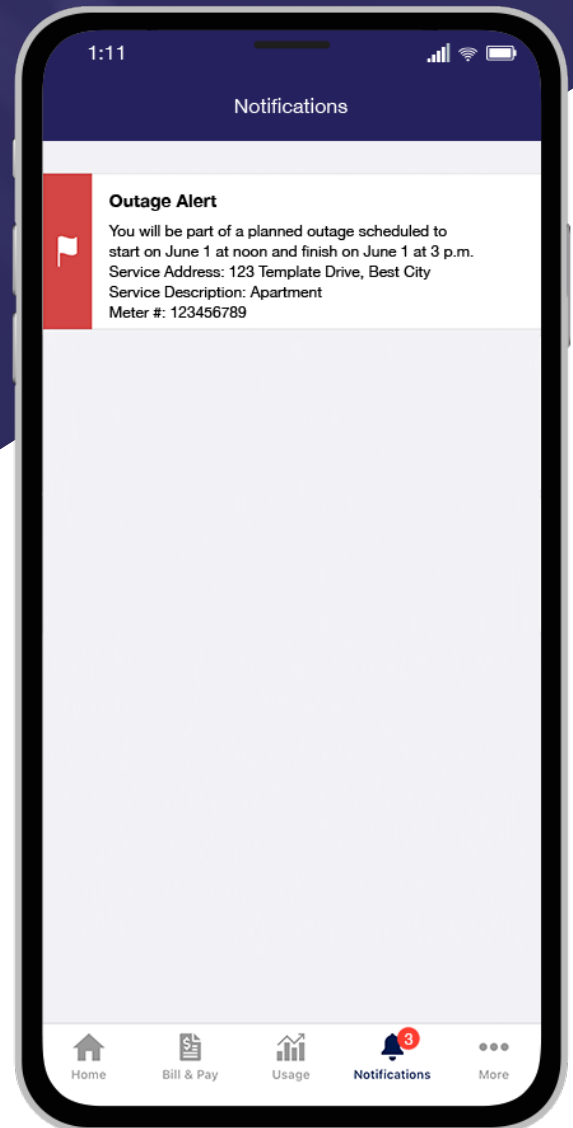 1:11
Notifications
Outage Alert
You will be part of a planned outage scheduled to
start on June 1 at noon and finish on June 1 at 3 p.m.
Service Address: 123 Template Drive, Best City
Service Description: Apartment
Meter #: 123456789
3
Home Bill & Pay Usage Notifications More